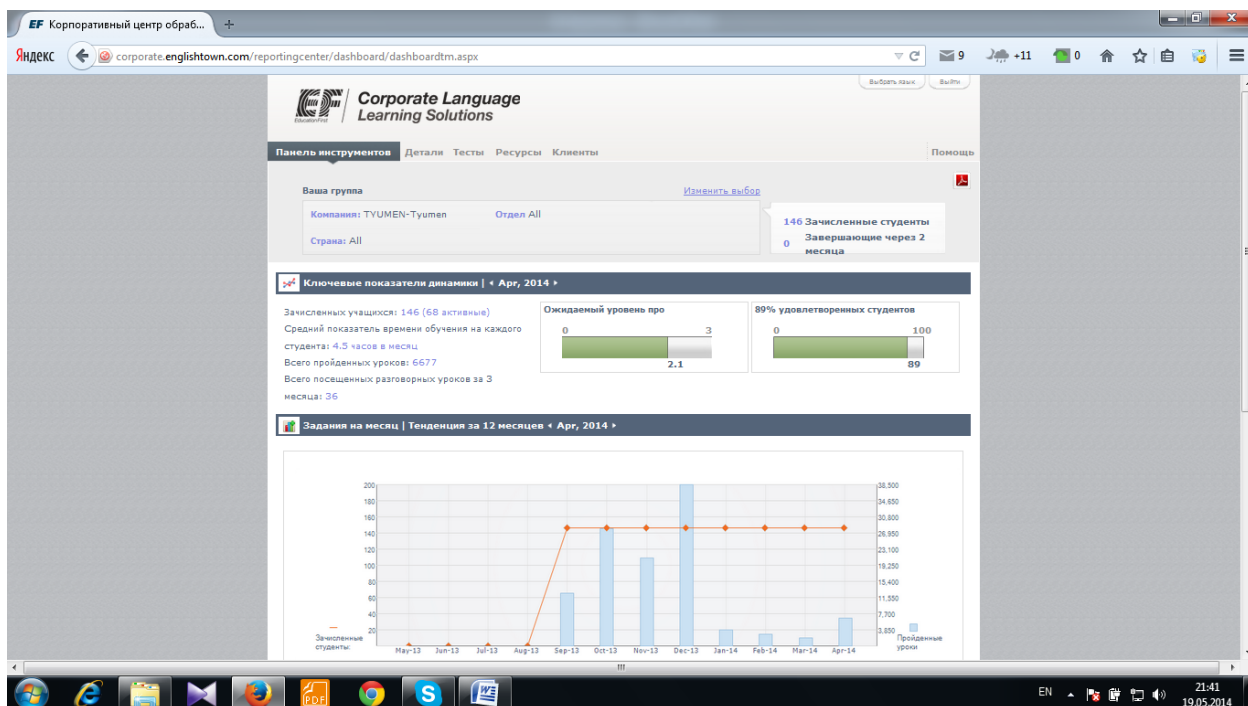 EF Корпоративный центр обраб...
Яндекс corporate.englishtown.com/reportingcenter/dashboard/dashboardtm.aspx 9 +11 0
Выбрать язык Выйти
EF Corporate Language
EducationFirst Learning Solutions
Панель инструментов Детали Тесты Ресурсы Клиенты Помощь
Ваша группа Изменить выбор
Компания: TYUMEN-Tyumen Отдел All
Страна: All
146 Зачисленные студенты
0 Завершающие через 2
месяца
Ключевые показатели динамики | Apr, 2014
Зачисленных учащихся: 146 (68 активные)
Средний показатель времени обучения на каждого
студента: 4.5 часов в месяц
Всего пройденных уроков: 6677
Всего посещенных разговорных уроков за 3
месяца: 36
Ожидаемый уровень про
0 3
2.1
89% удовлетворенных студентов
0 100
89
Задания на месяц | Тенденция за 12 месяцев Apr, 2014
200 38,500
180 34,650
160 30,800
140 26,950
120 23,100
100 19,250
80 15,400
60 11,550
40 7,700
20 3,850
Зачисленные
студенты:
Пройденные
уроки
May-13 Jun-13 Jul-13 Aug-13 Sep-13 Oct-13 Nov-13 Dec-13 Jan-14 Feb-14 Mar-14 Apr-14
PDF
EN 21:41
19.05.2014